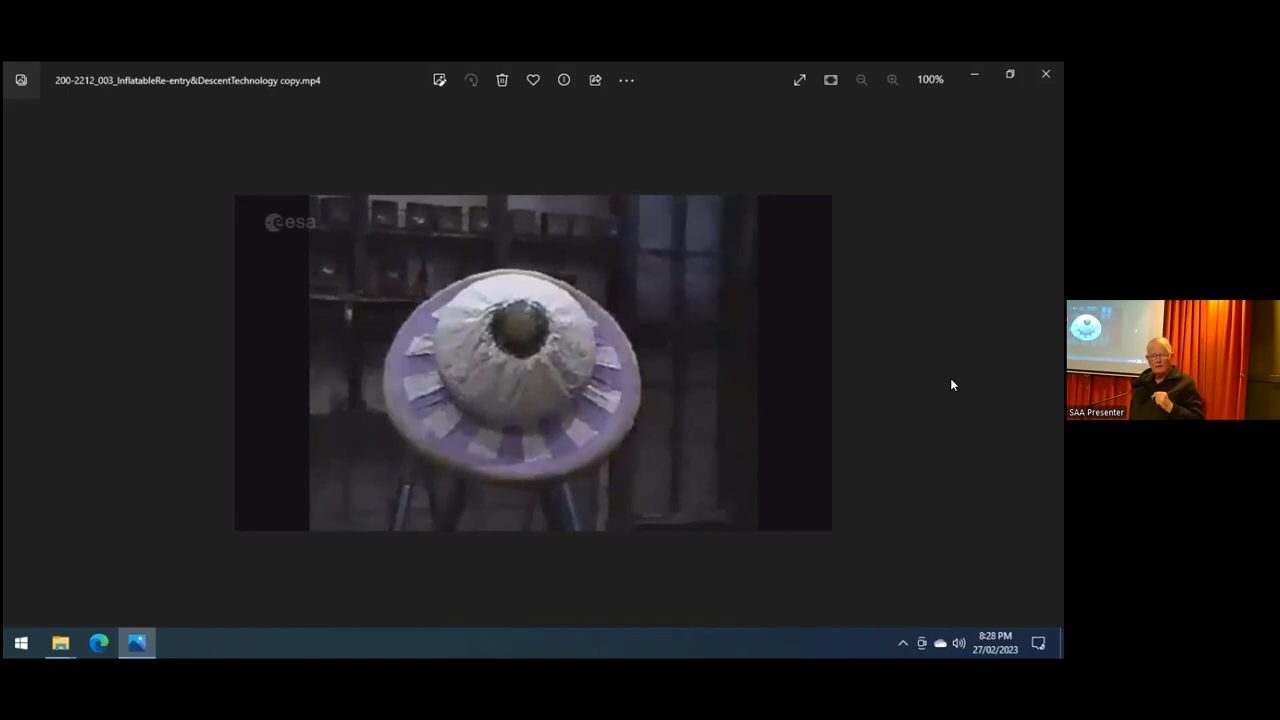 200-2212_003_InflatableRe-entry&DescentTechnology copy.mp4
100%
esa
SAA Presenter
8:28 PM
27/02/2023